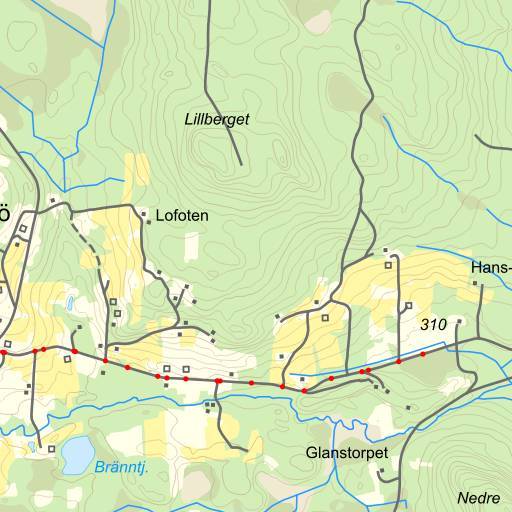 Lillberget
Ö
Lofoten
Hans-
310
Glanstorpet
Bränntj.
Nedre